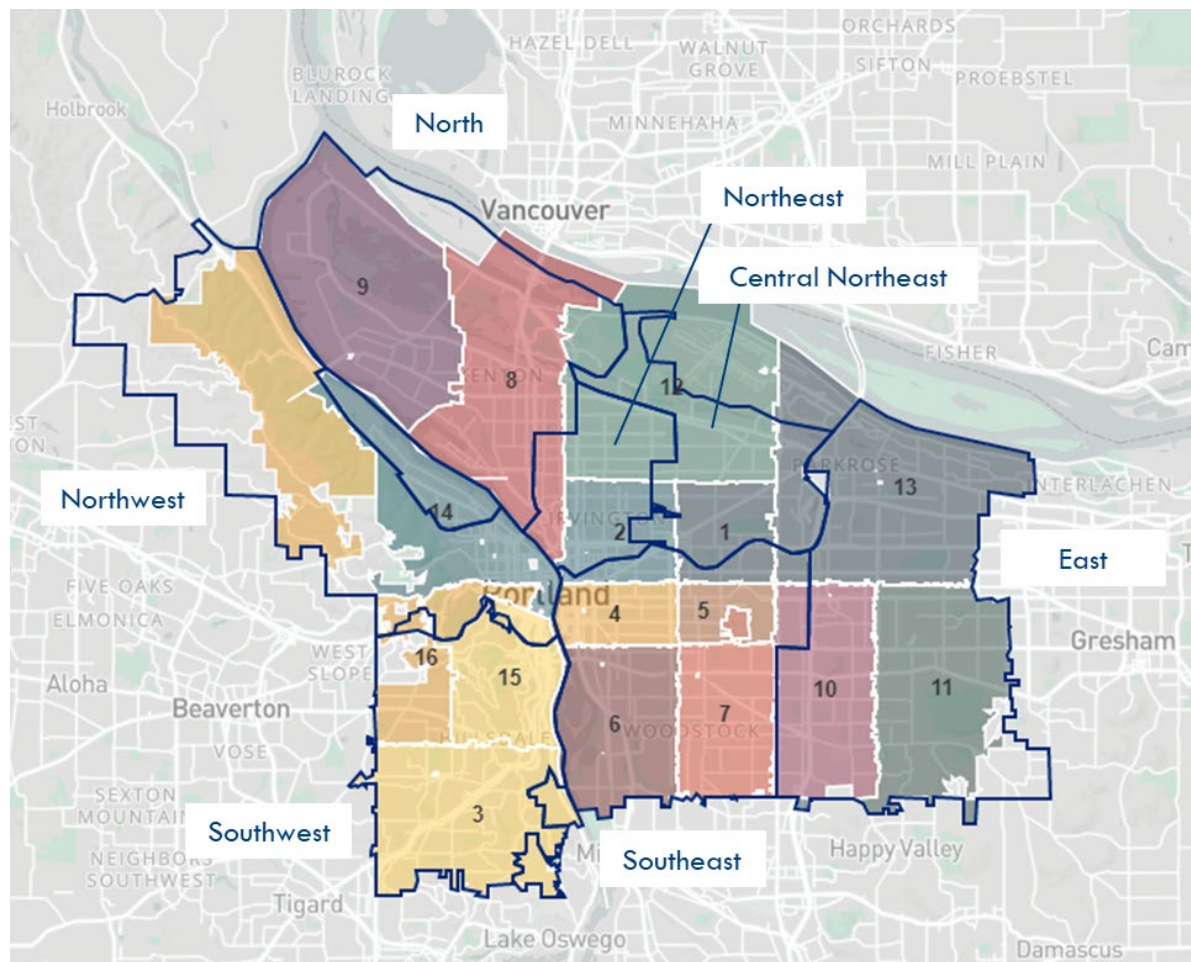 ORCHARDS
HAZEL DELL
WALNUT
GROVE
SIFTON
BLUROCK
LANDING
PROEBSTEL
Holbrook
North
MINNEHAHA
MILL PLAIN
Northeast
Vancouver
Central Northeast
9
FISHER
Cam
8
KENTON
12
PARKROSE
13
INTERLACHEN
Northwest
14
IRVINGTON
2
1
East
FIVE OAKS
ELMONICA
Portland
4
5
Gresham
WEST
SLOPE
16
15
Aloha
Beaverton
10
11
6
7
WOODSTOCK
HILLSDALE
VOSE
SEXTON
MOUNTAIN
3
Southwest
Southeast
Mi
Happy Valley
NEIGHBORS
SOUTHWEST
Tigard
Lake Oswego
Damascus